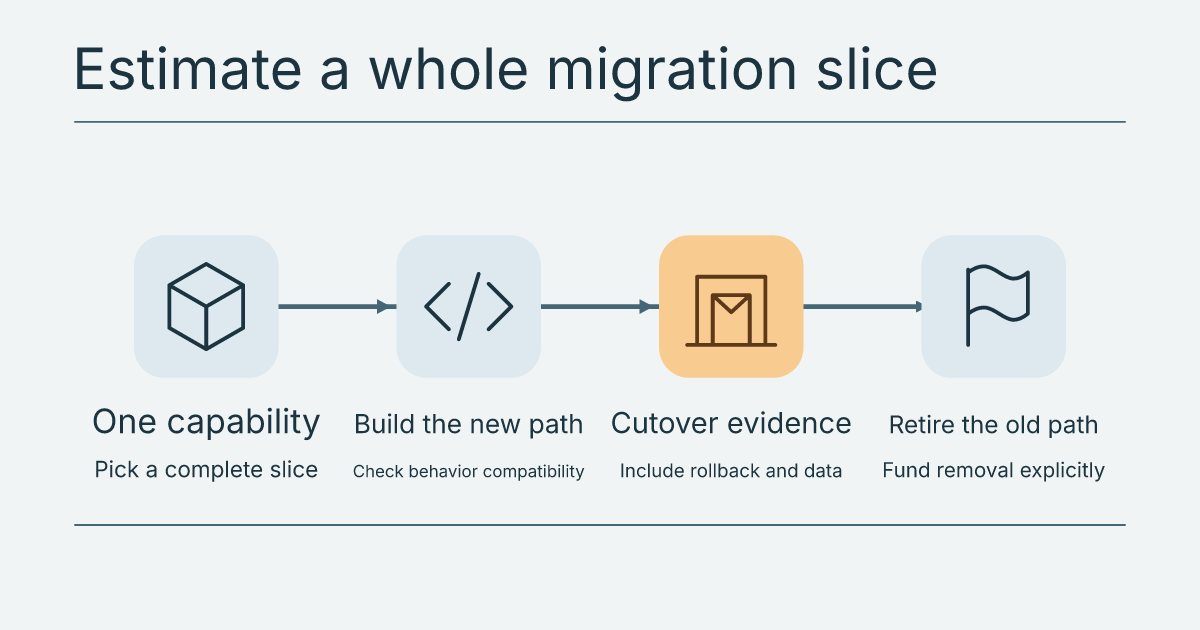 Estimate a whole migration slice
One capability
Pick a complete slice
Build the new path
Check behavior compatibility
Cutover evidence
Include rollback and data
Retire the old path
Fund removal explicitly